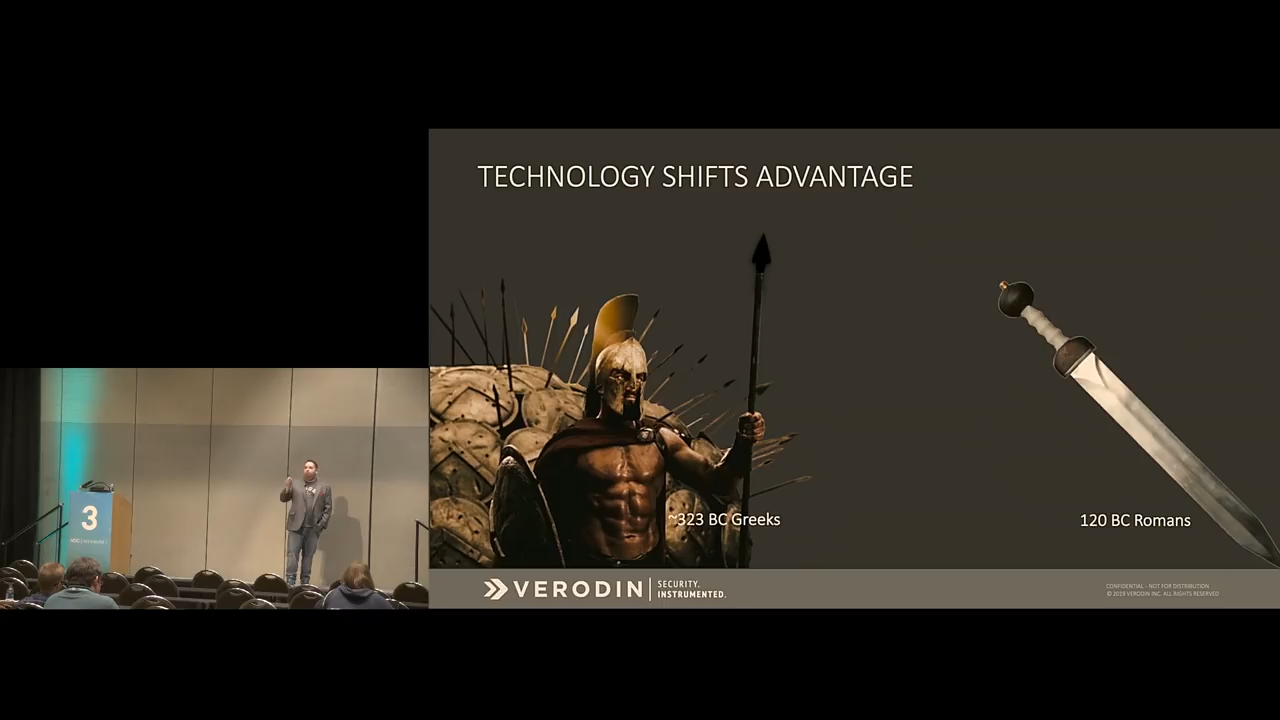 TECHNOLOGY SHIFTS ADVANTAGE
~323 BC Greeks
120 BC Romans
3
VERODIN
SECURITY.
INSTRUMENTED.
CONFIDENTIAL - NOT FOR DISTRIBUTION
© 2019 VERODIN INC. ALL RIGHTS RESERVED